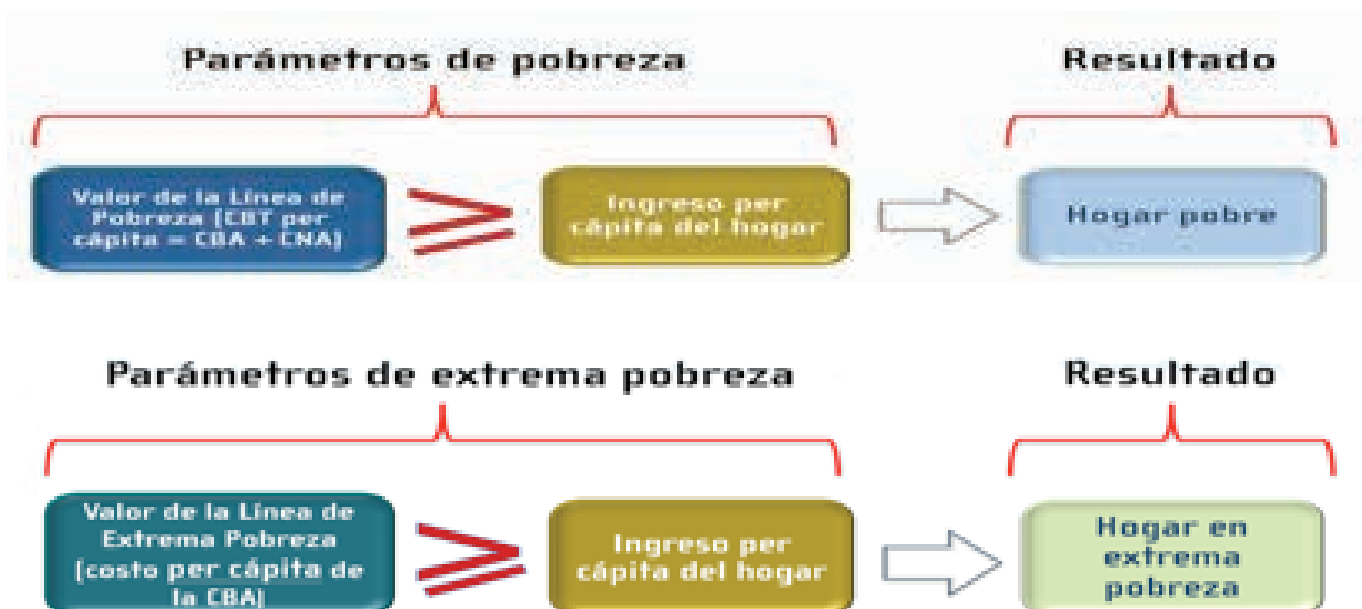 Parámetros de pobreza
Resultado
Valor de la Línea de
Pobreza (CBT per
cápita = CBA + CNA)
≥
Ingreso per
cápita del hogar
Hogar pobre
Parámetros de extrema pobreza
Resultado
Valor de la Línea de
Extrema Pobreza
(costo per cápita de
la CBA)
≥
Ingreso per
cápita del hogar
Hogar en
extrema
pobreza